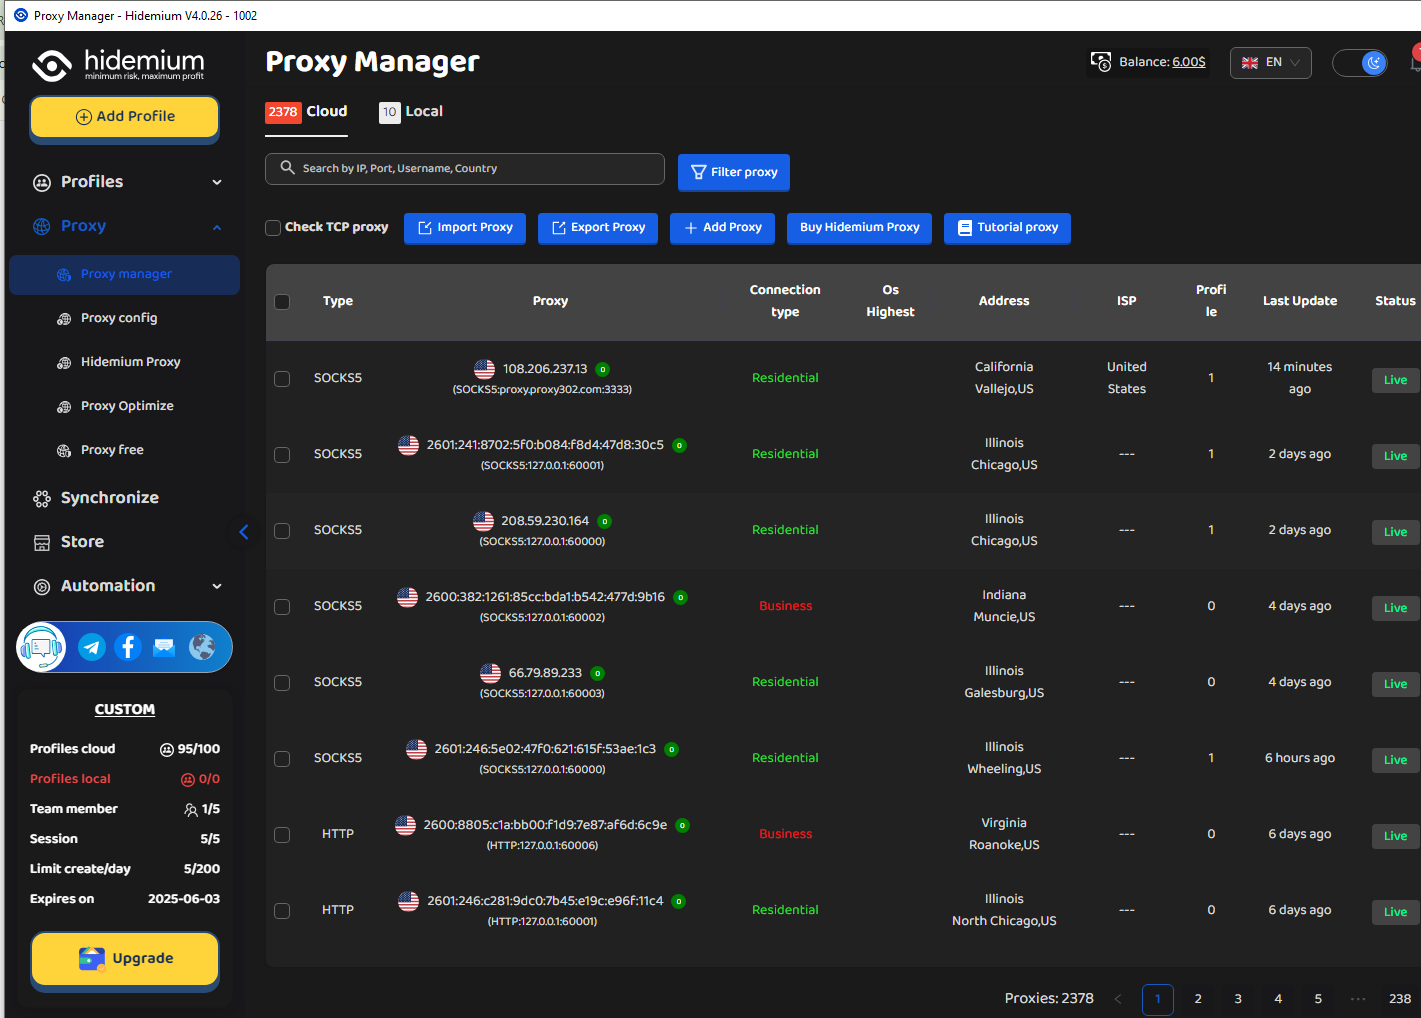 Proxy Manager - Hidemium V4.0.26 - 1002
hidemium
minimum risk, maximum profit
Add Profile
Profiles
Proxy
Proxy manager
Proxy config
Hidemium Proxy
Proxy Optimize
Proxy free
Synchronize
Store
Automation
CUSTOM
Profiles cloud 95/100
Profiles local 0/0
Team member 1/5
Session 5/5
Limit create/day 5/200
Expires on 2025-06-03
Upgrade
Proxy Manager
Balance: 6.00$
EN
2378 Cloud 10 Local
Search by IP, Port, Username, Country
Filter proxy
Check TCP proxy Import Proxy Export Proxy Add Proxy Buy Hidemium Proxy Tutorial proxy
Type Proxy Connection type Os Highest Address ISP Profile Last Update Status
SOCKS5 108.206.237.13 0 Residential California United 1 14 minutes Live
(SOCKS5:proxy.proxy302.com:3333) Vallejo,US States ago
SOCKS5 2601:241:8702:5f0:b084:f8d4:47d8:30c5 0 Residential Illinois --- 1 2 days ago Live
(SOCKS5:127.0.0.1:60001) Chicago,US
SOCKS5 208.59.230.164 0 Residential Illinois --- 1 2 days ago Live
(SOCKS5:127.0.0.1:60000) Chicago,US
SOCKS5 2600:382:1261:85cc:bda1:b542:477d:9b16 0 Business Indiana --- 0 4 days ago Live
(SOCKS5:127.0.0.1:60002) Muncie,US
SOCKS5 66.79.89.233 0 Residential Illinois --- 0 4 days ago Live
(SOCKS5:127.0.0.1:60003) Galesburg,US
SOCKS5 2601:246:5e02:47f0:621:615f:53ae:1c3 0 Residential Illinois --- 1 6 hours ago Live
(SOCKS5:127.0.0.1:60000) Wheeling,US
HTTP 2600:8805:c1a:bb00:f1d9:7e87:af6d:6c9e 0 Business Virginia --- 0 6 days ago Live
(HTTP:127.0.0.1:60006) Roanoke,US
HTTP 2601:246:c281:9dc0:7b45:e19c:e96f:11c4 0 Residential Illinois --- 0 6 days ago Live
(HTTP:127.0.0.1:60001) North Chicago,US
Proxies: 2378 < 1 2 3 4 5 ··· 238